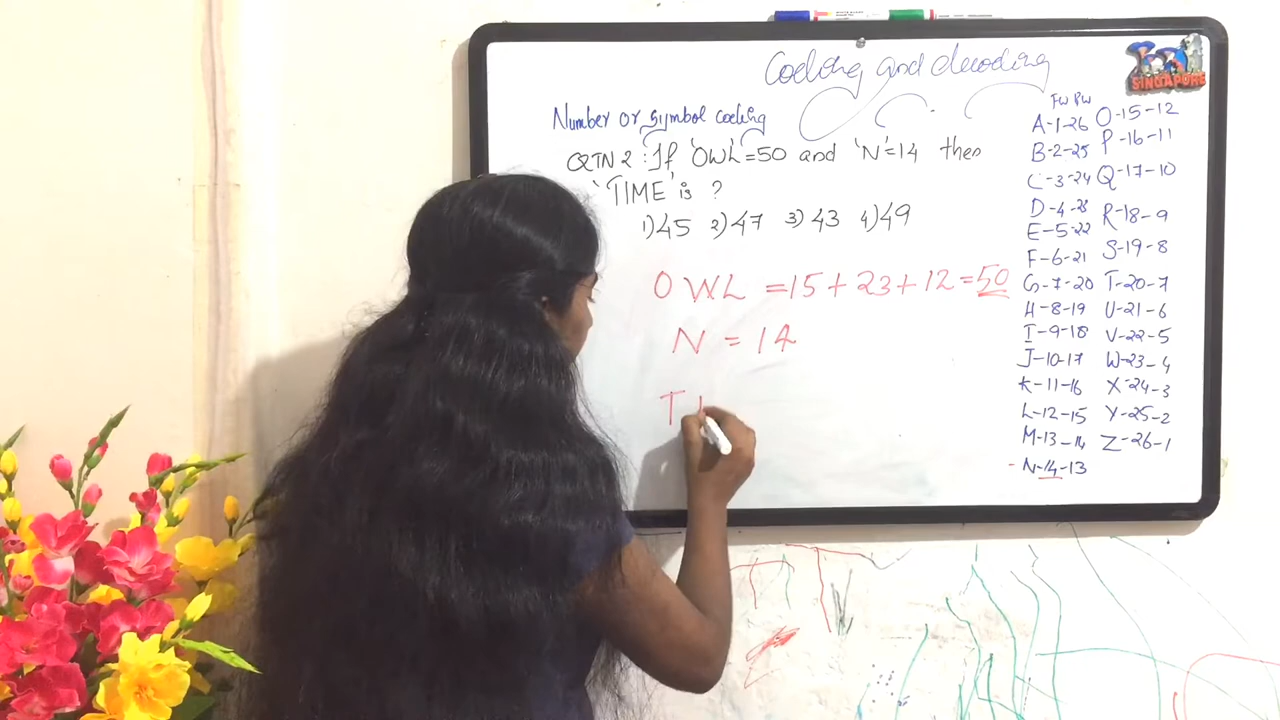 Coding and decoding
SINGAPORE
Number or symbol coding
QTN 2 : If 'OWL'=50 and 'N'=14 then
'TIME' is ?
1)45 2)47 3)43 4)49
OWL = 15+23+12=50
N = 14
T I
FW BW
A-1-26
B-2-25
C-3-24
D-4-23
E-5-22
F-6-21
G-7-20
H-8-19
I-9-18
J-10-17
K-11-16
L-12-15
M-13-14
N-14-13
O-15-12
P-16-11
Q-17-10
R-18-9
S-19-8
T-20-7
U-21-6
V-22-5
W-23-4
X-24-3
Y-25-2
Z-26-1